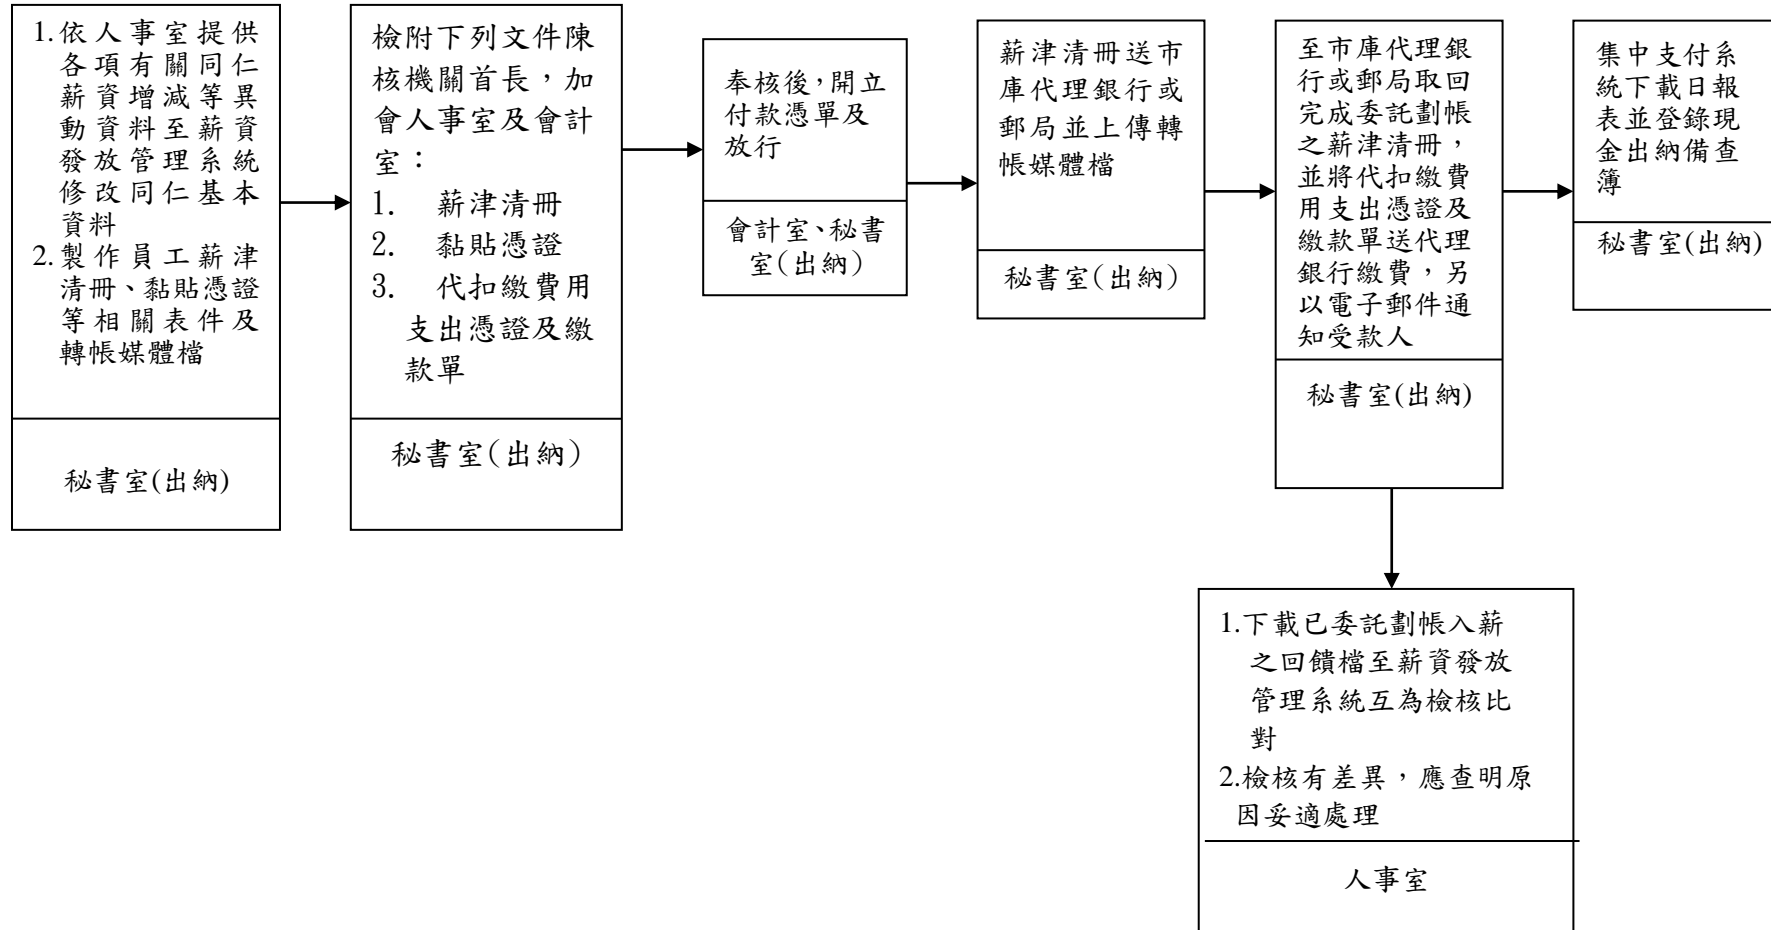 1.依人事室提供
各項有關同仁
薪資增減等異
動資料至薪資
發放管理系統
修改同仁基本
資料
2.製作員工薪津
清冊、黏貼憑證
等相關表件及
轉帳媒體檔
秘書室(出納)
檢附下列文件陳
核機關首長，加
會人事室及會計
室：
1. 薪津清冊
2. 黏貼憑證
3. 代扣繳費用
支出憑證及繳
款單
秘書室(出納)
奉核後，開立
付款憑單及
放行
會計室、秘書
室(出納)
薪津清冊送市
庫代理銀行或
郵局並上傳轉
帳媒體檔
秘書室(出納)
至市庫代理銀
行或郵局取回
完成委託劃帳
之薪津清冊，
並將代扣繳費
用支出憑證及
繳款單送代理
銀行繳費，另
以電子郵件通
知受款人
秘書室(出納)
集中支付系
統下載日報
表並登錄現
金出納備查
簿
秘書室(出納)
1.下載已委託劃帳入薪
之回饋檔至薪資發放
管理系統互為檢核比
對
2.檢核有差異，應查明原
因妥適處理
人事室